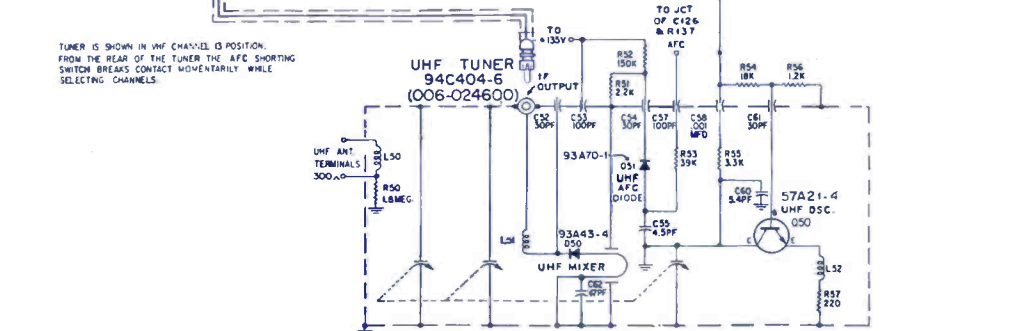 TUNER IS SHOWN IN VHF CHANNEL 13 POSITION.
FROM THE REAR OF THE TUNER THE AFC SHORTING
SWITCH BREAKS CONTACT MOMENTARILY WHILE
SELECTING CHANNELS.
UHF TUNER
94C404-6
(006-024600)
IF
OUTPUT
TO
+135V
TO JCT
OF C126
& R137
AFC
R52
150K
R51
2.2K
R54
18K
R56
1.2K
C52
30PF
C53
100PF
C54
30PF
C57
100PF
C58
.001
MFD
C61
30PF
UHF ANT.
TERMINALS
300Ω
L50
R50
1.8MEG.
93A70-1
D51
UHF
AFC
DIODE
R53
39K
R55
3.3K
C60
5.4PF
57A21-4
UHF OSC.
Q50
B
C
E
C55
4.5PF
L51
93A43-4
D50
UHF MIXER
C62
47PF
L52
R57
220